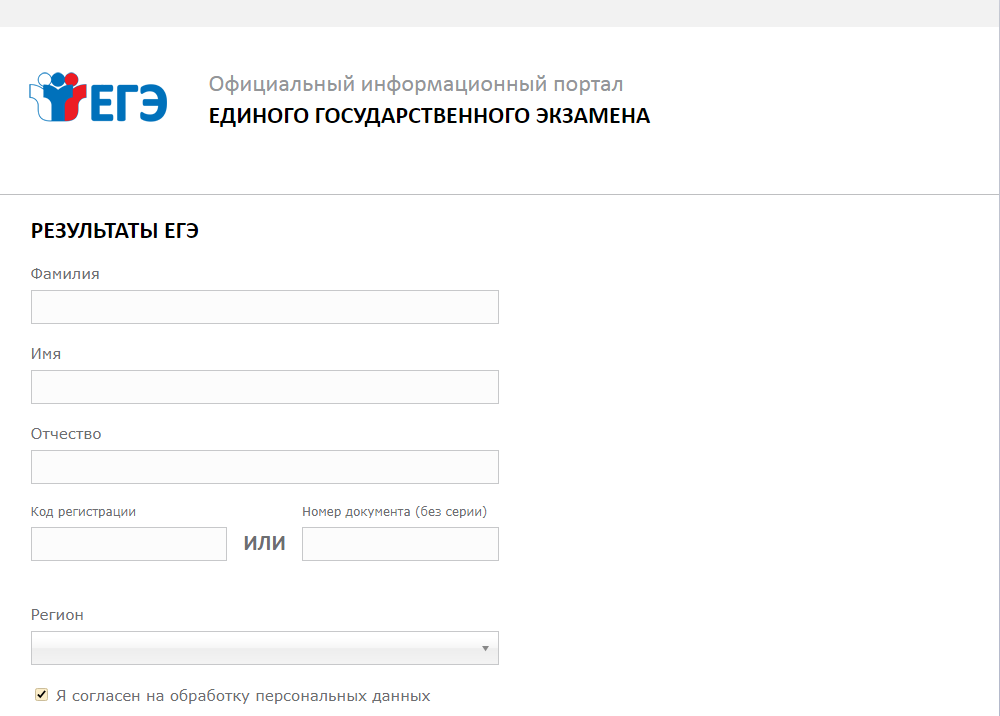 ЕГЭ
Официальный информационный портал
ЕДИНОГО ГОСУДАРСТВЕННОГО ЭКЗАМЕНА
РЕЗУЛЬТАТЫ ЕГЭ
Фамилия
Имя
Отчество
Код регистрации
Номер документа (без серии)
ИЛИ
Регион
Я согласен на обработку персональных данных